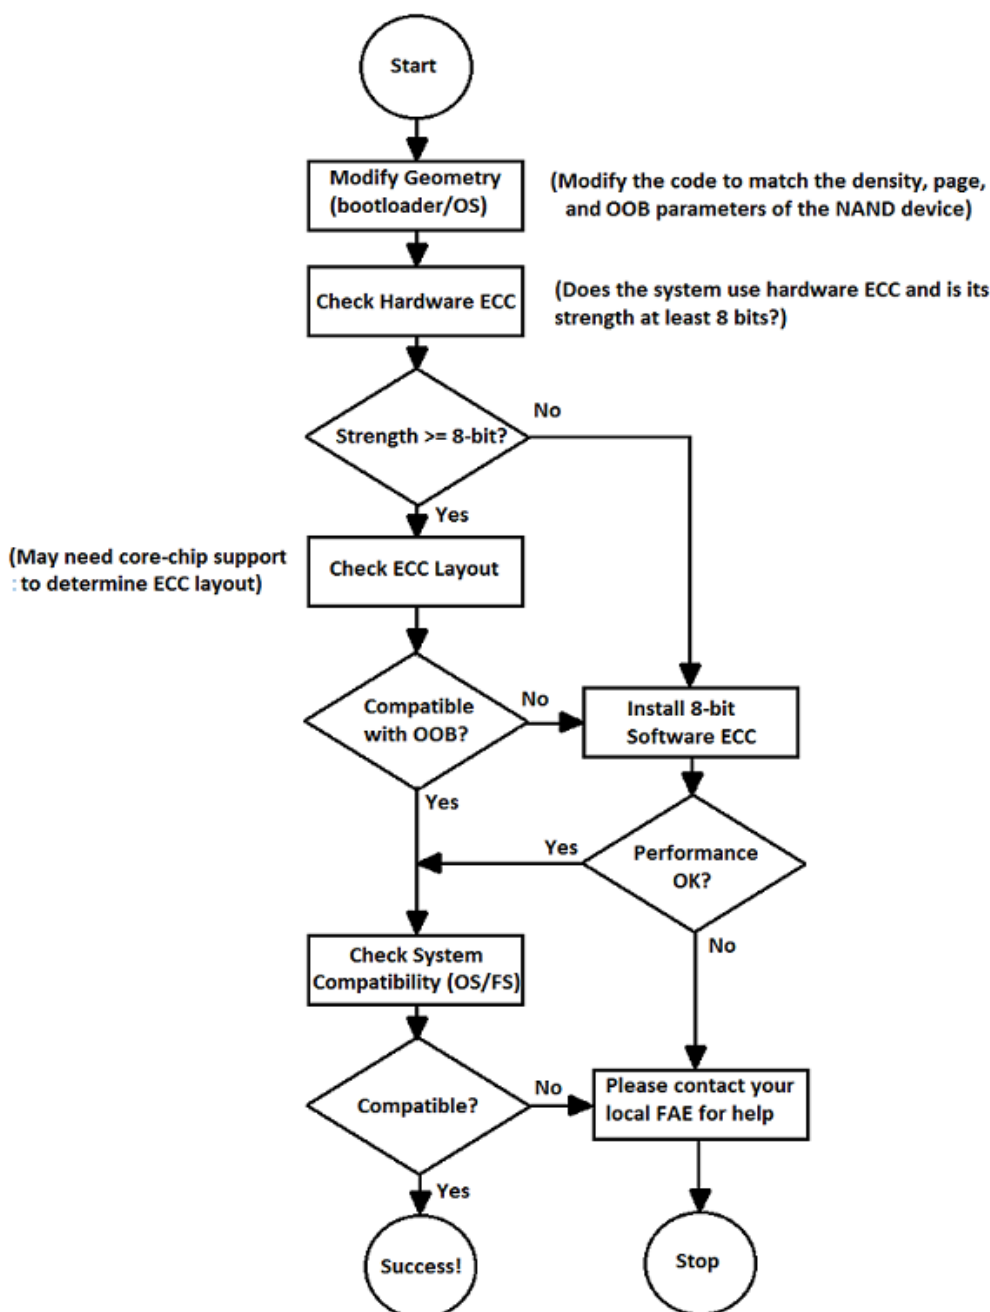 Start
Modify Geometry
(bootloader/OS)
(Modify the code to match the density, page,
and OOB parameters of the NAND device)
Check Hardware ECC
(Does the system use hardware ECC and is its
strength at least 8 bits?)
Strength >= 8-bit?
No
Yes
(May need core-chip support
: to determine ECC layout)
Check ECC Layout
Compatible
with OOB?
No
Install 8-bit
Software ECC
Yes
Yes
Performance
OK?
No
Check System
Compatibility (OS/FS)
Compatible?
No
Please contact your
local FAE for help
Yes
Success!
Stop